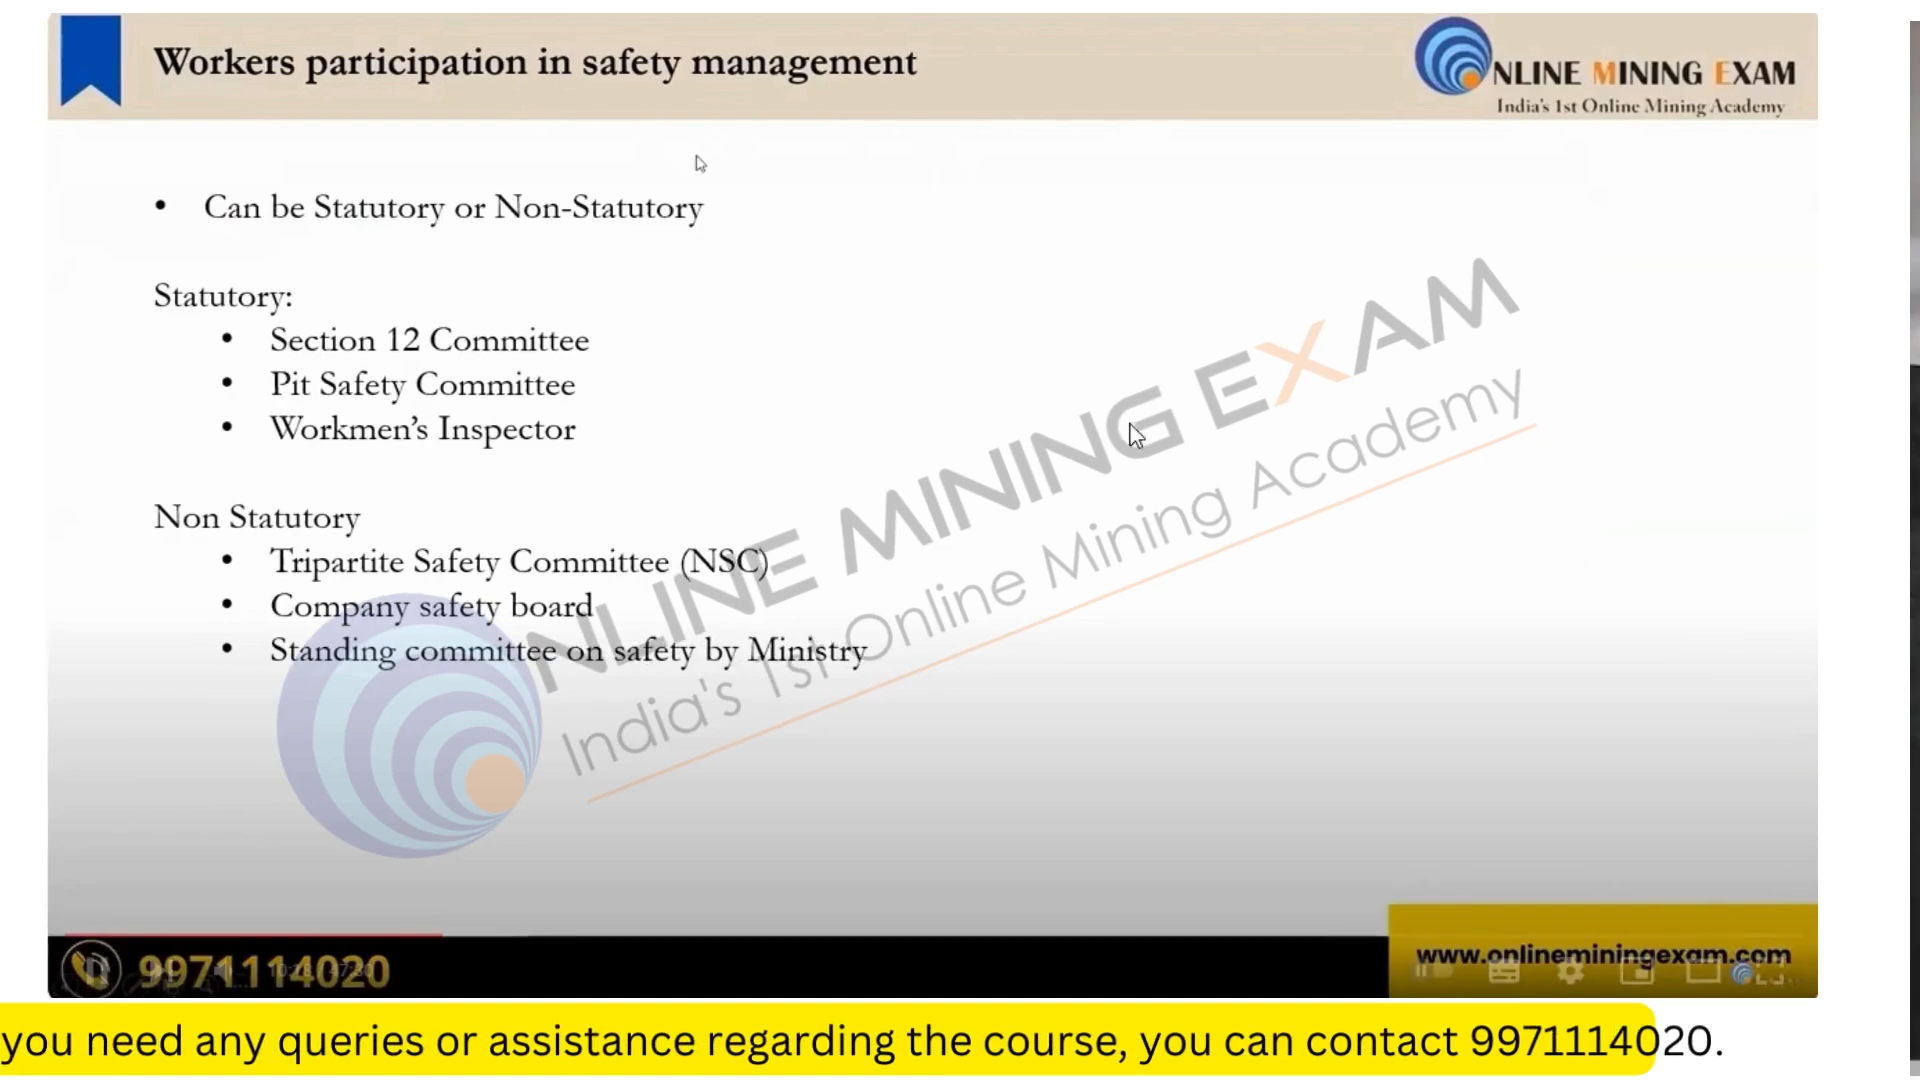 Workers participation in safety management
NLINE MINING EXAM
India's 1st Online Mining Academy
• Can be Statutory or Non-Statutory
Statutory:
• Section 12 Committee
• Pit Safety Committee
• Workmen's Inspector
Non Statutory
• Tripartite Safety Committee (NSC)
• Company safety board
• Standing committee on safety by Ministry
NLINE MINING EXAM
India's 1st Online Mining Academy
9971114020
www.onlineminingexam.com
you need any queries or assistance regarding the course, you can contact 9971114020.